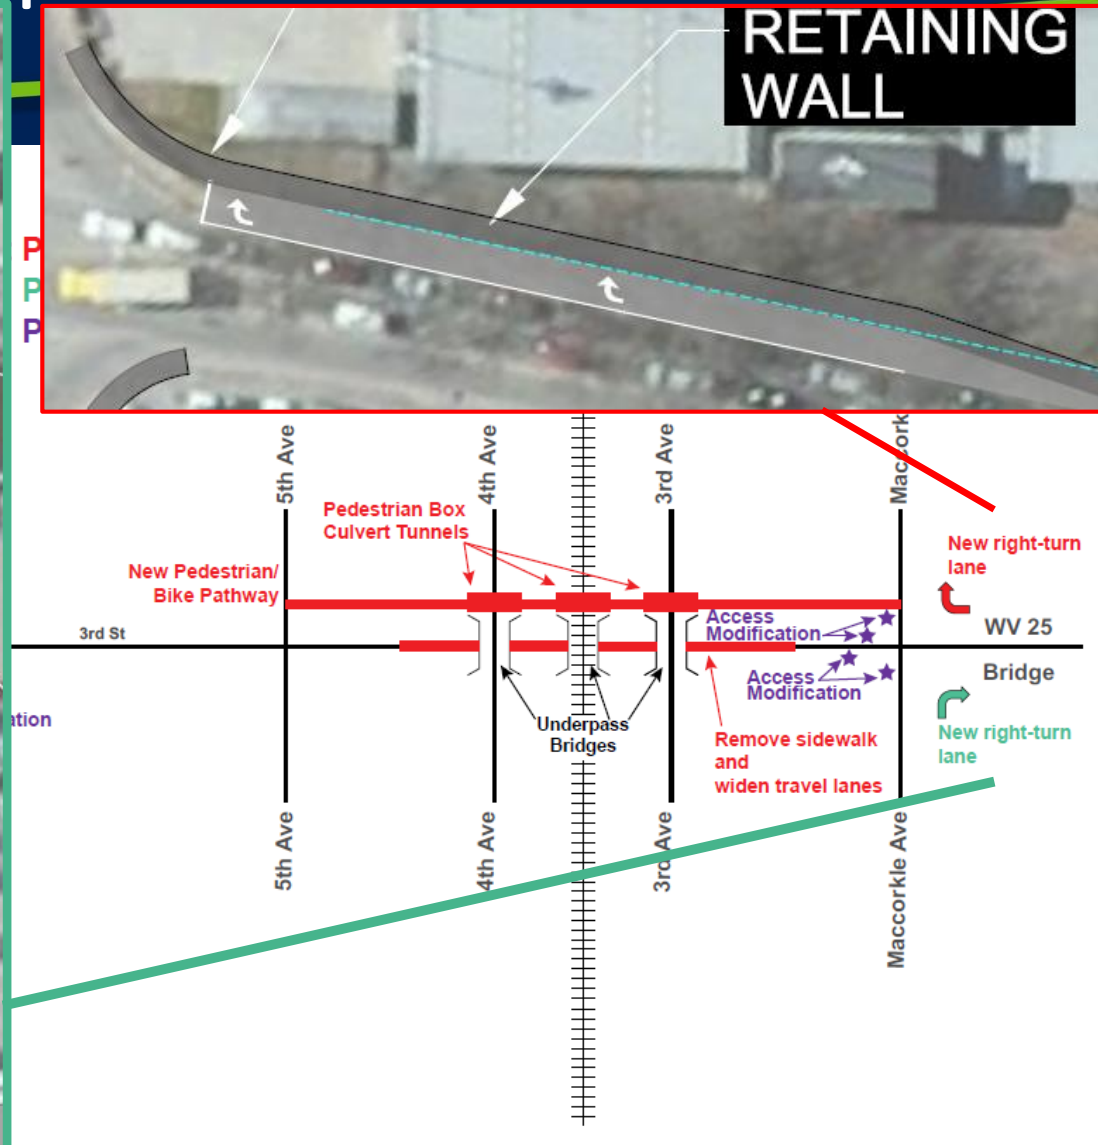 RETAINING
WALL
P
P
P
5th Ave
4th Ave
3rd Ave
Maccork
Pedestrian Box
Culvert Tunnels
New right-turn
lane
New Pedestrian/
Bike Pathway
Access
Modification
3rd St
WV 25
Bridge
Access
Modification
ation
Underpass
Bridges
New right-turn
lane
Remove sidewalk
and
widen travel lanes
5th Ave
4th Ave
3rd Ave
Maccorkle Ave